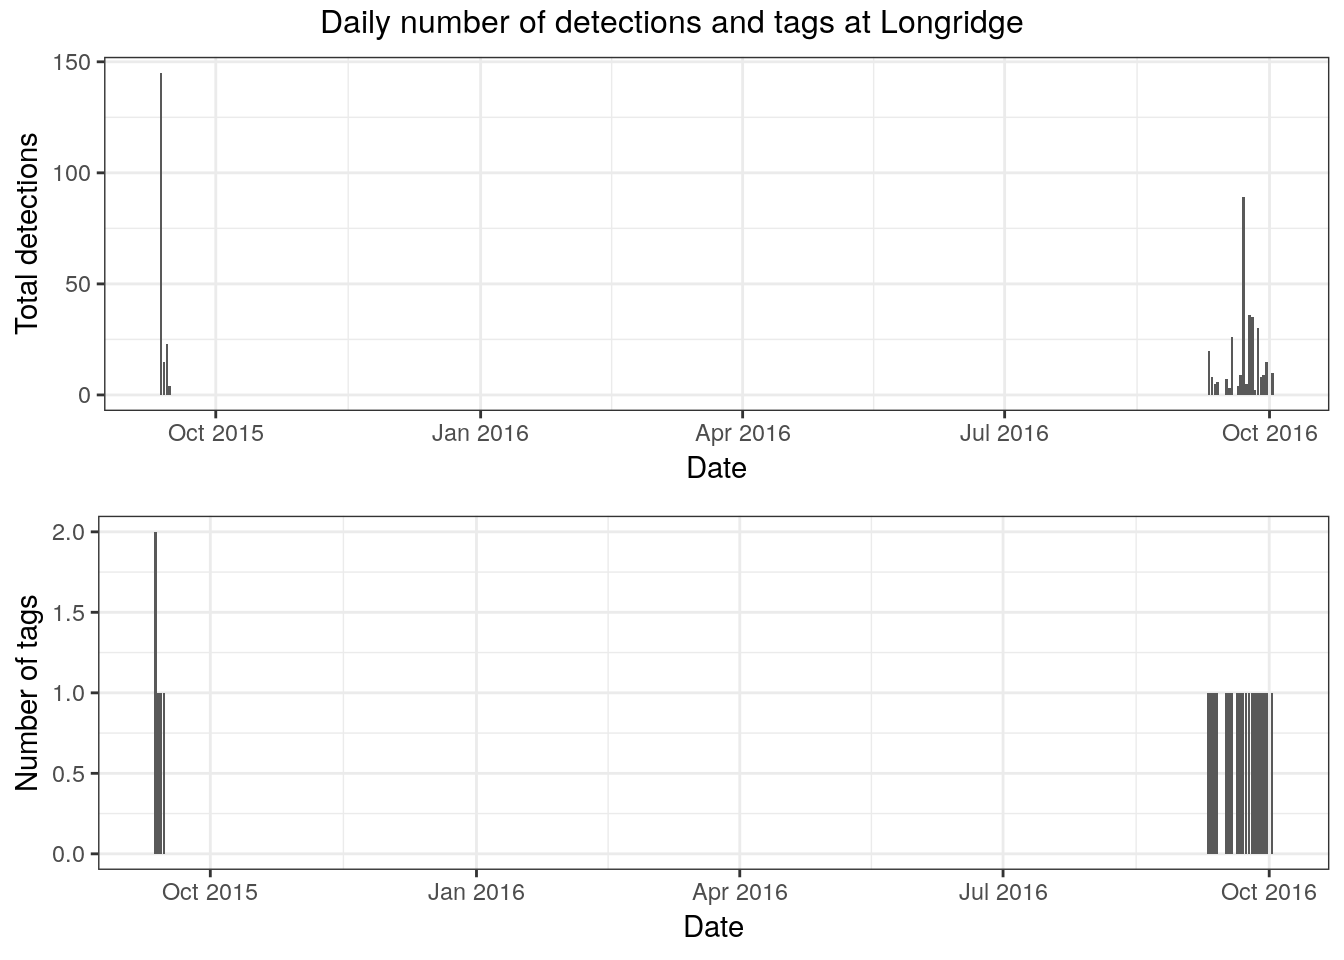 Daily number of detections and tags at Longridge
150
100
50
0
Total detections
Oct 2015 Jan 2016 Apr 2016 Jul 2016 Oct 2016
Date
2.0
1.5
1.0
0.5
0.0
Number of tags
Oct 2015 Jan 2016 Apr 2016 Jul 2016 Oct 2016
Date